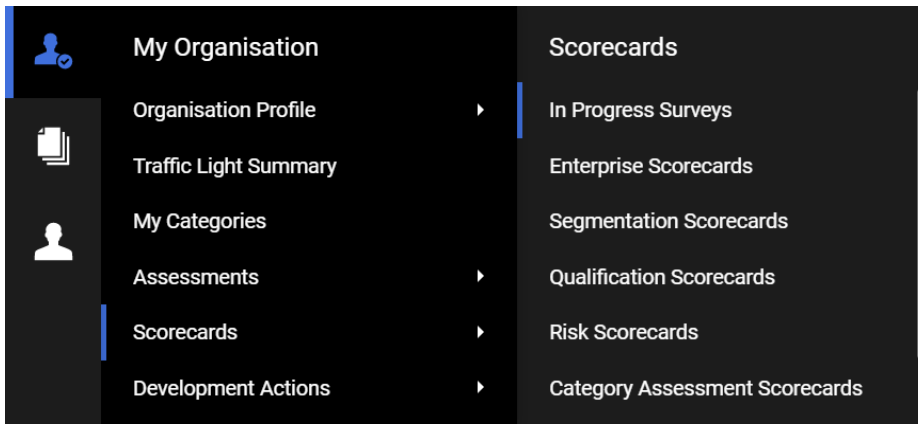 My Organisation
Organisation Profile
Traffic Light Summary
My Categories
Assessments
Scorecards
Development Actions
Scorecards
In Progress Surveys
Enterprise Scorecards
Segmentation Scorecards
Qualification Scorecards
Risk Scorecards
Category Assessment Scorecards